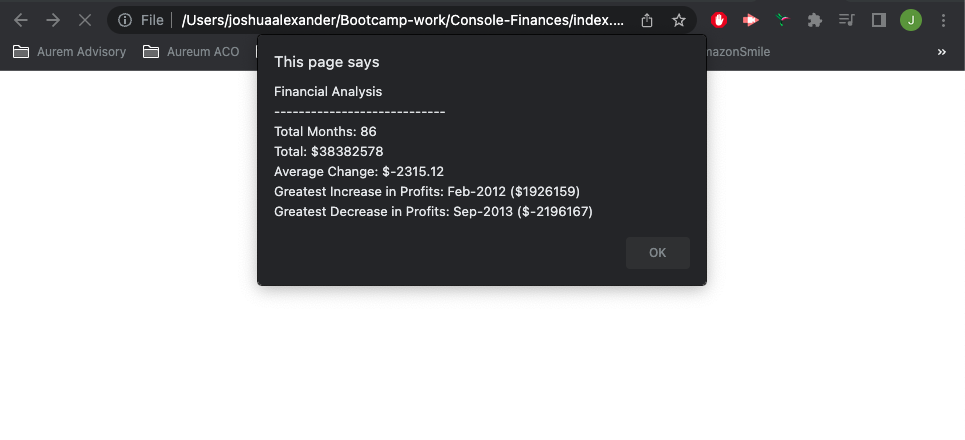 File
/Users/joshuaalexander/Bootcamp-work/Console-Finances/index....
J
Aurem Advisory
Aureum ACO
»
This page says
Financial Analysis
----------------------------
Total Months: 86
Total: $38382578
Average Change: $-2315.12
Greatest Increase in Profits: Feb-2012 ($1926159)
Greatest Decrease in Profits: Sep-2013 ($-2196167)
OK